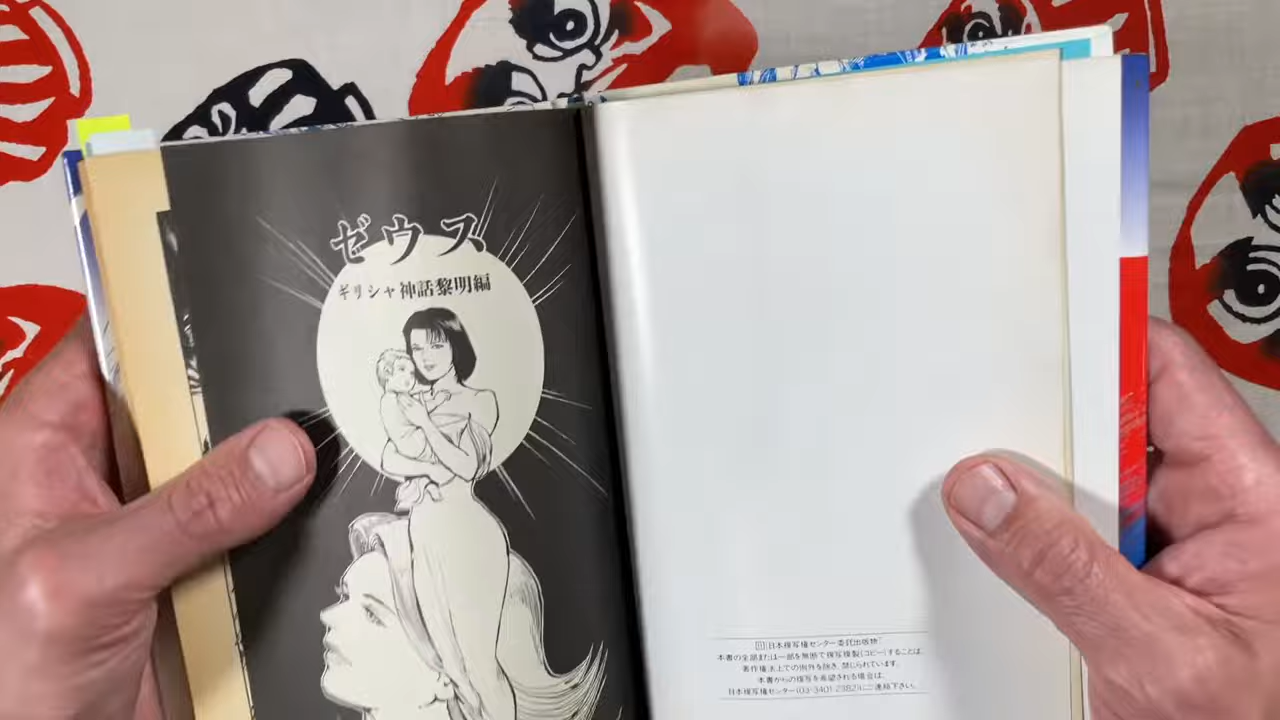 ゼウス
ギリシャ神話黎明編
R日本複写権センター委託出版物
本書の全部または一部を無断で複写複製(コピー)することは、
著作権法上での例外を除き、禁じられています。
本書からの複写を希望される場合は、
日本複写権センター(03-3401-2382)にご連絡下さい。